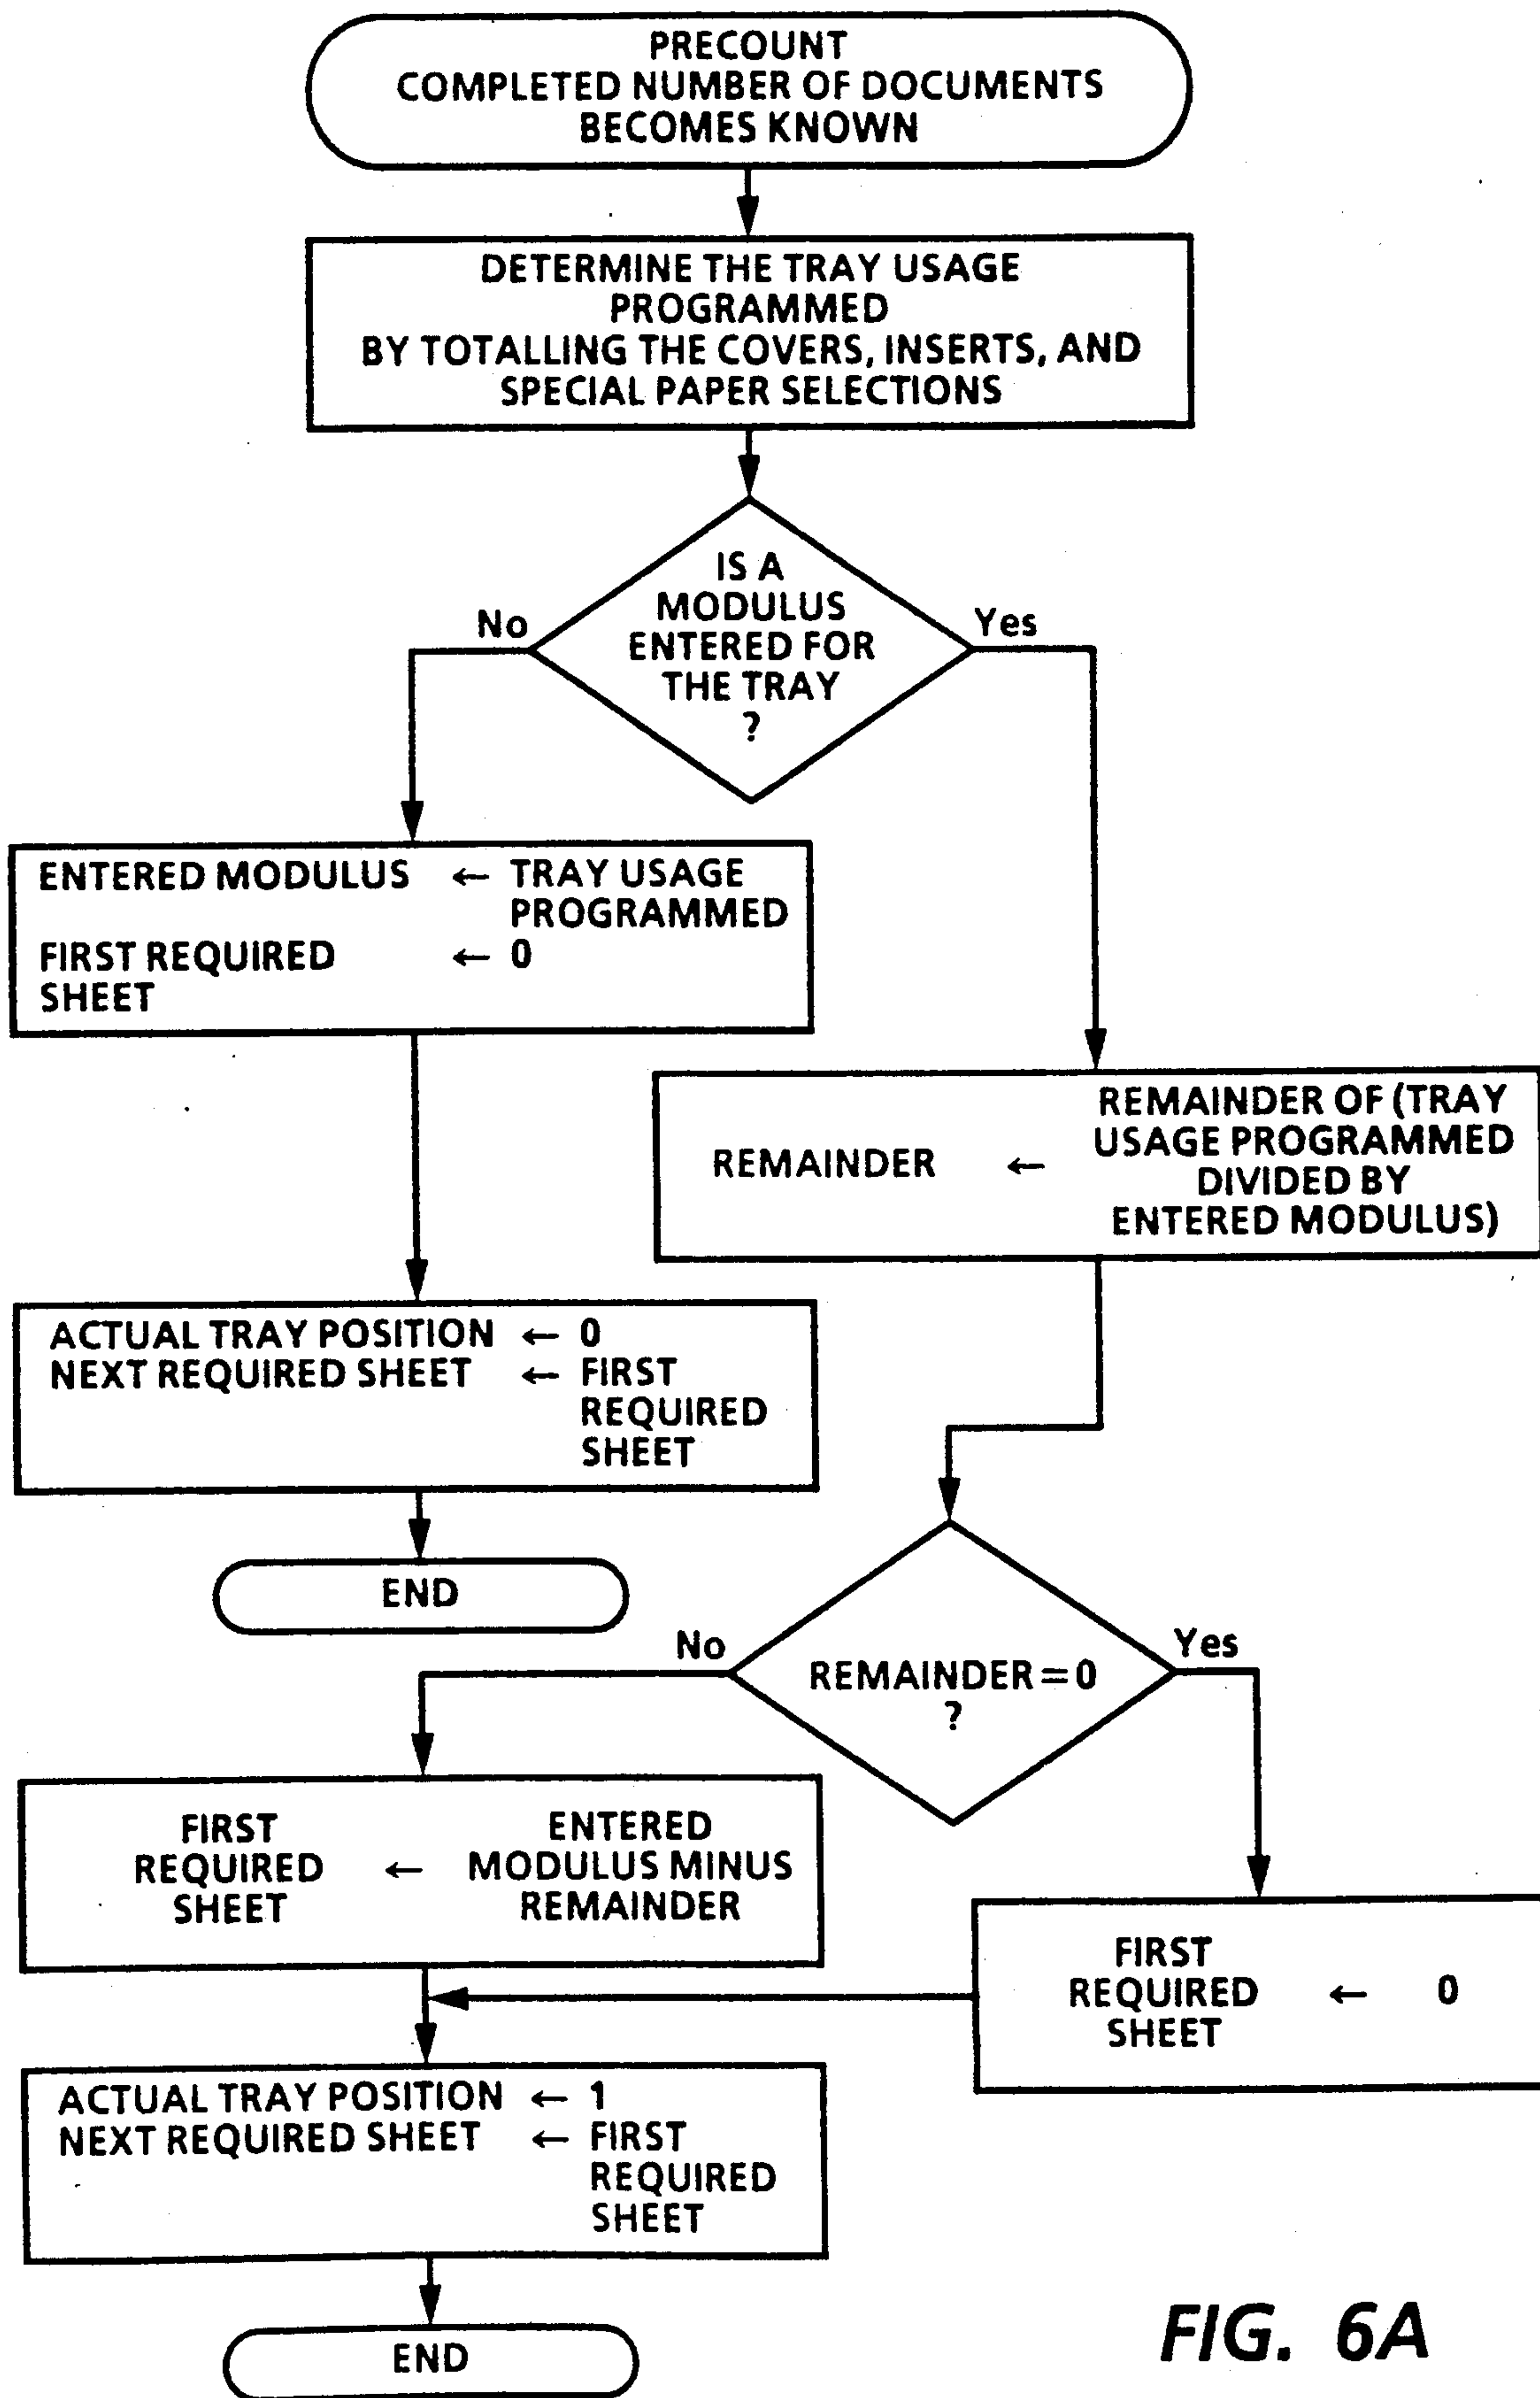 PRECOUNT
COMPLETED NUMBER OF DOCUMENTS
BECOMES KNOWN
DETERMINE THE TRAY USAGE
PROGRAMMED
BY TOTALLING THE COVERS, INSERTS, AND
SPECIAL PAPER SELECTIONS
IS A
MODULUS
ENTERED FOR
THE TRAY
?
No
Yes
ENTERED MODULUS ← TRAY USAGE
PROGRAMMED
FIRST REQUIRED ← 0
SHEET
REMAINDER OF (TRAY
USAGE PROGRAMMED
REMAINDER ←
DIVIDED BY
ENTERED MODULUS)
ACTUAL TRAY POSITION ← 0
NEXT REQUIRED SHEET ← FIRST
REQUIRED
SHEET
END
No
Yes
REMAINDER = 0
?
FIRST ENTERED
REQUIRED ← MODULUS MINUS
SHEET REMAINDER
FIRST
REQUIRED ← 0
SHEET
ACTUAL TRAY POSITION ← 1
NEXT REQUIRED SHEET ← FIRST
REQUIRED
SHEET
END
FIG. 6A